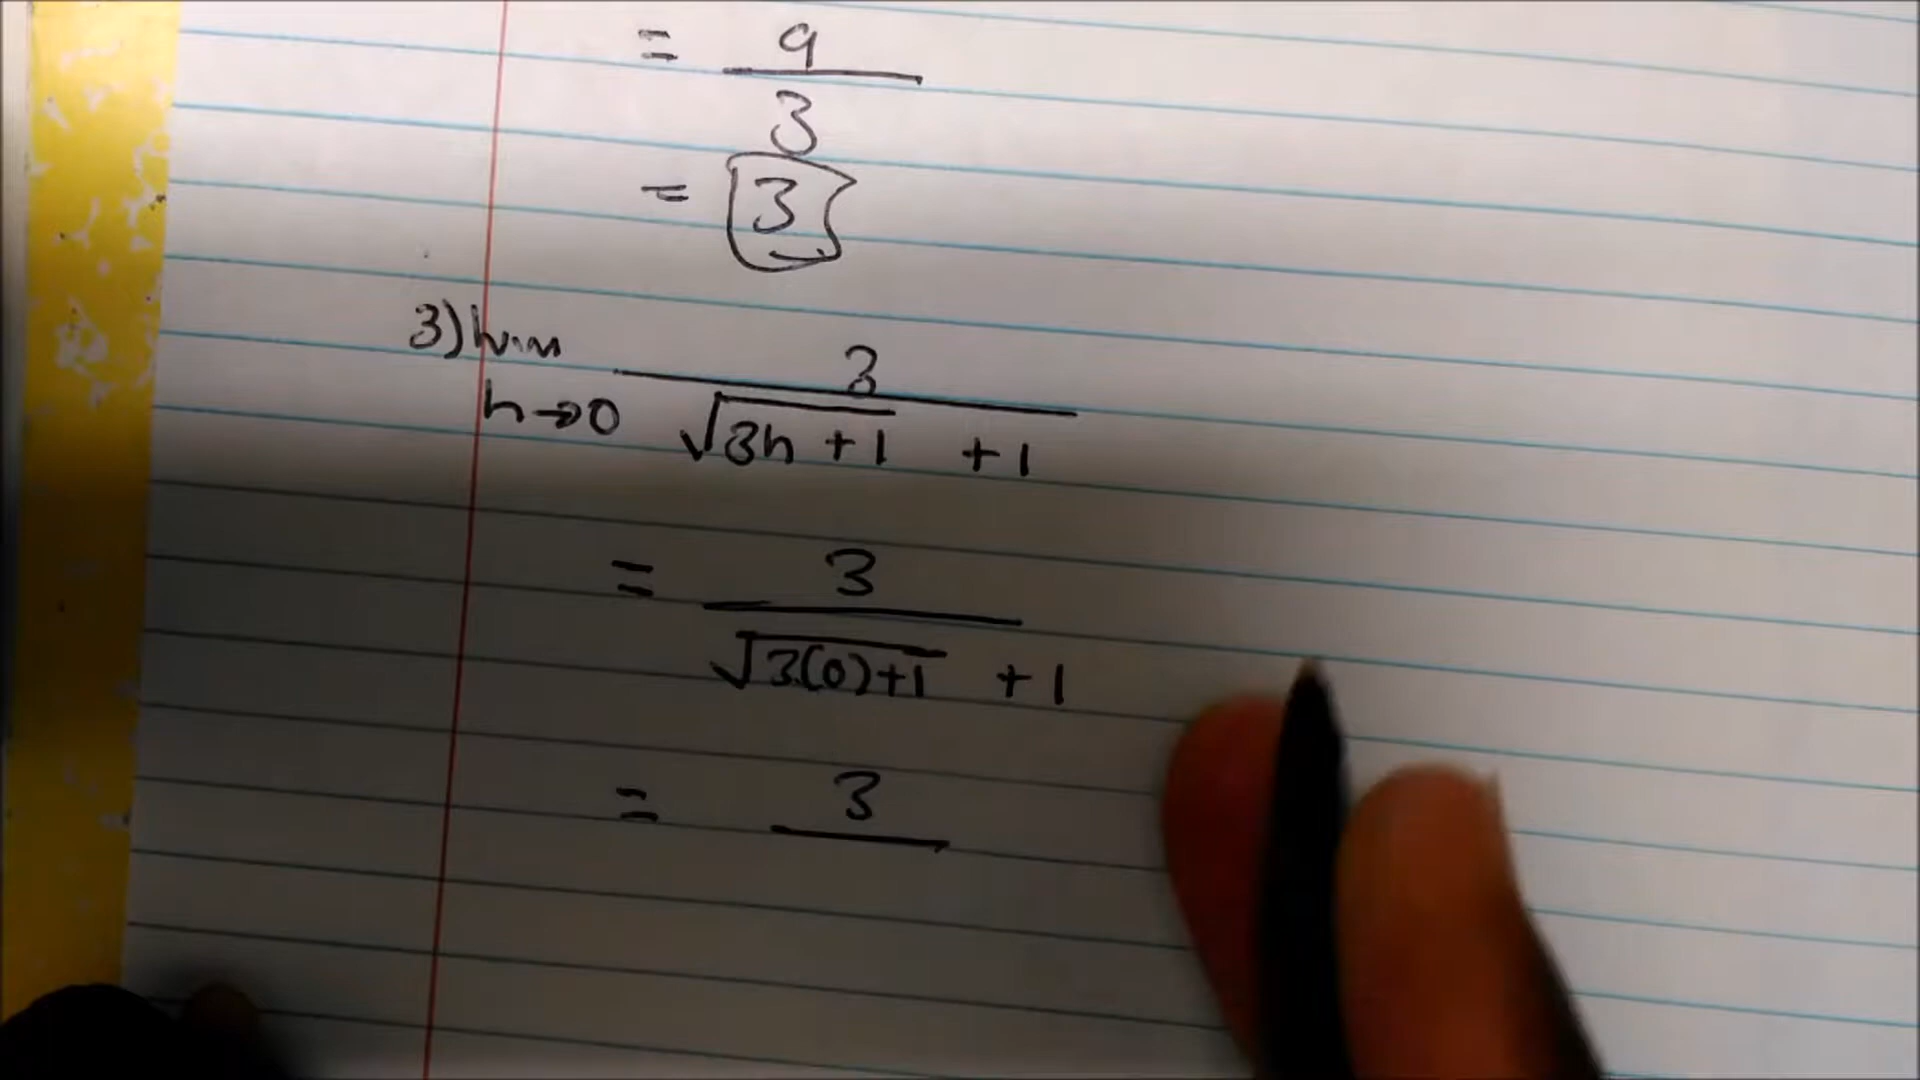 = 9/3
= 3
3) lim h→0 3/(√(3h + 1) + 1)
= 3/(√(3(0)+1) + 1)
= 3/